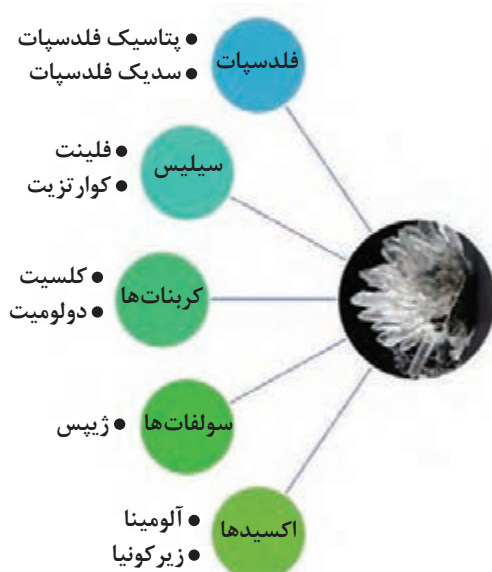 فلدسپات
• پتاسیک فلدسپات
• سدیک فلدسپات
سیلیس
• فلینت
• کوارتزیت
کربنات‌ها
• کلسیت
• دولومیت
سولفات‌ها
• ژیپس
اکسیدها
• آلومینا
• زیرکونیا